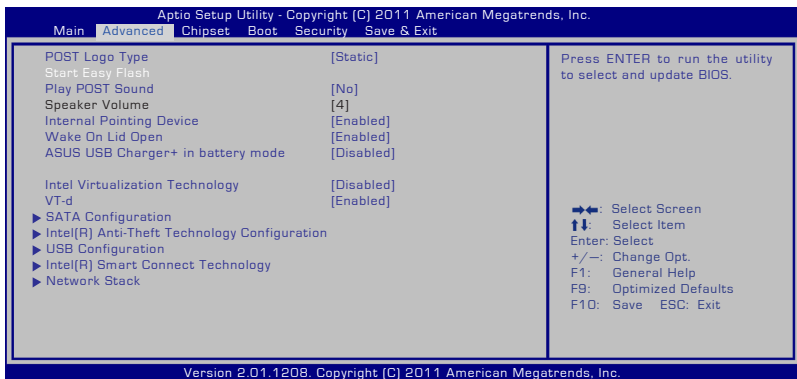 Aptio Setup Utility - Copyright (C) 2011 American Megatrends, Inc.
Main Advanced Chipset Boot Security Save & Exit
POST Logo Type [Static]
Start Easy Flash
Play POST Sound [No]
Speaker Volume [4]
Internal Pointing Device [Enabled]
Wake On Lid Open [Enabled]
ASUS USB Charger+ in battery mode [Disabled]
Intel Virtualization Technology [Disabled]
VT-d [Enabled]
SATA Configuration
Intel(R) Anti-Theft Technology Configuration
USB Configuration
Intel(R) Smart Connect Technology
Network Stack
Press ENTER to run the utility
to select and update BIOS.
→←: Select Screen
↑↓: Select Item
Enter: Select
+/—: Change Opt.
F1: General Help
F9: Optimized Defaults
F10: Save ESC: Exit
Version 2.01.1208. Copyright (C) 2011 American Megatrends, Inc.